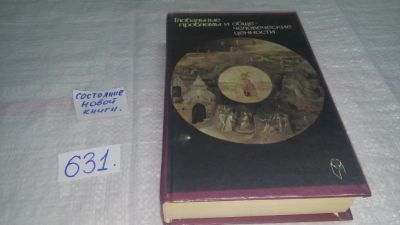 Глобальные
проблемы и обще-
человеческие
ценности
состояние
новой
книги.
631.